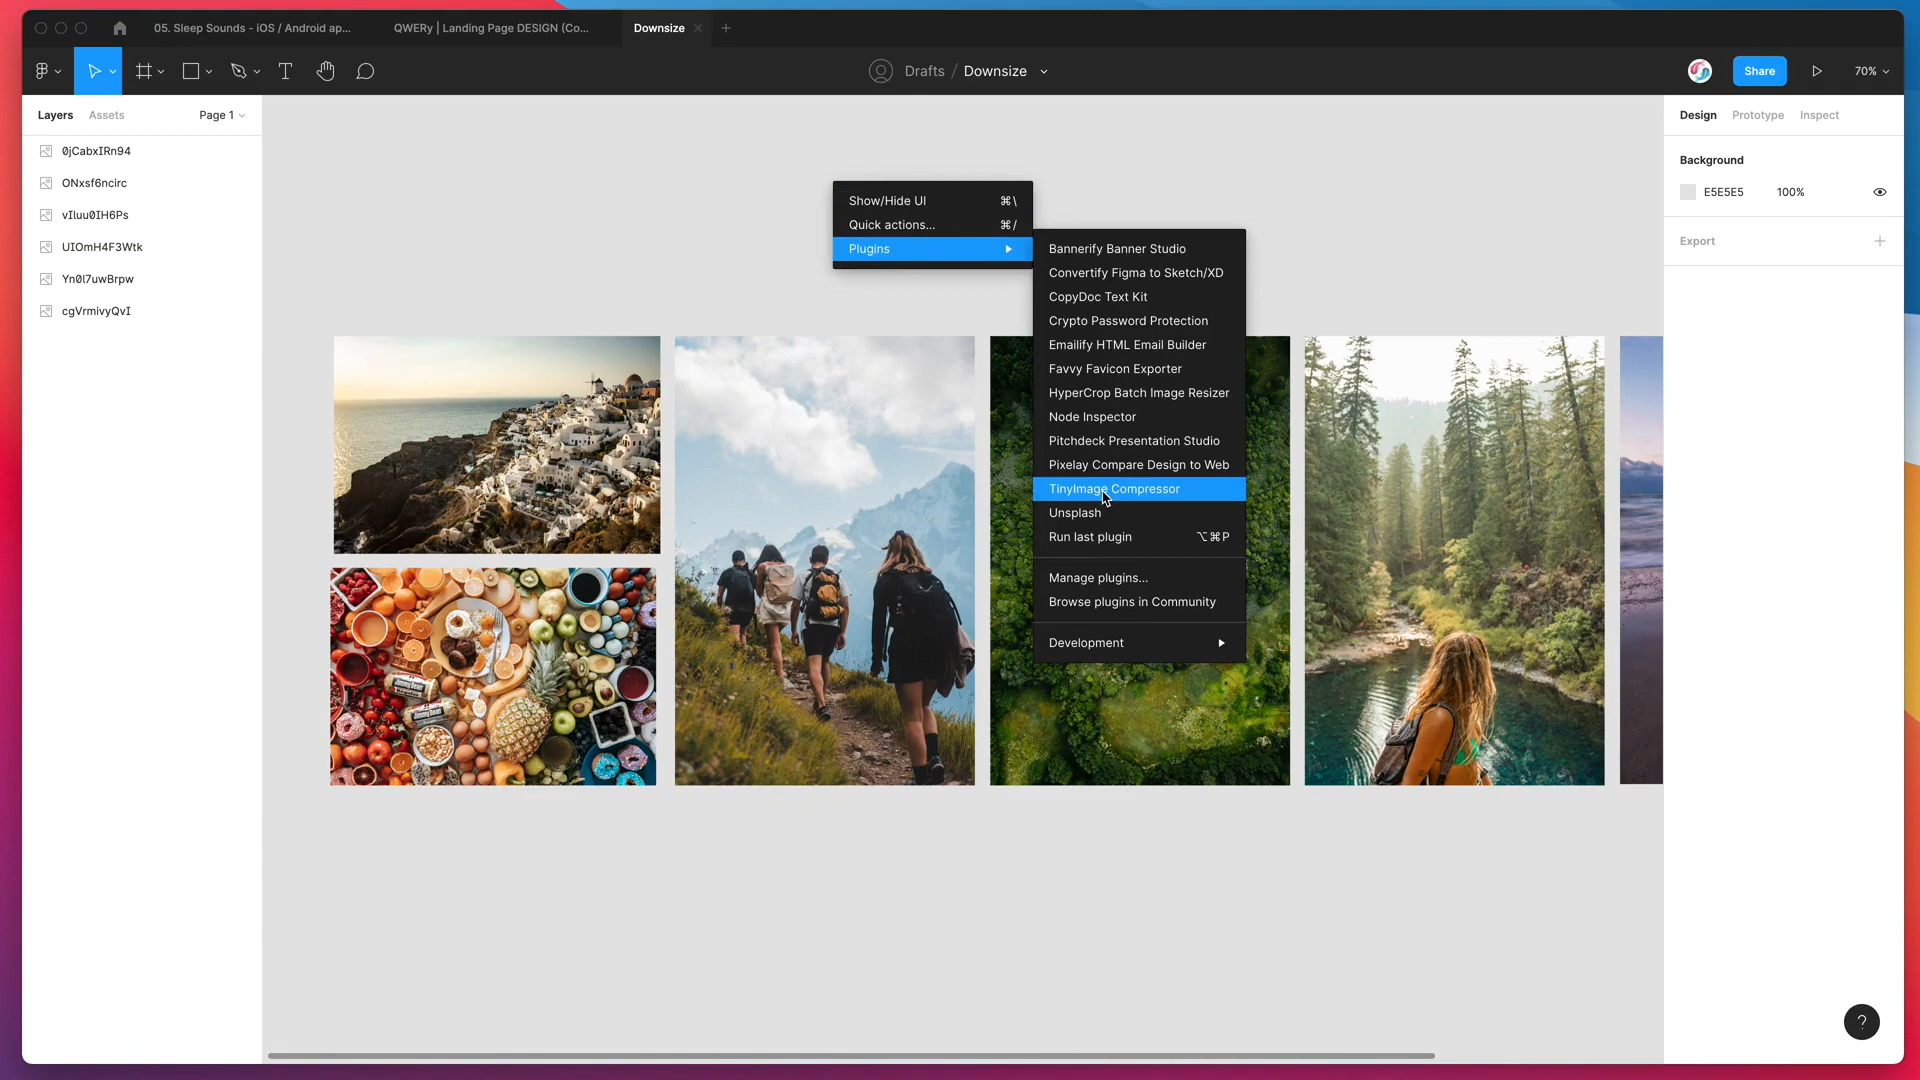 05. Sleep Sounds - iOS / Android ap...
QWERy | Landing Page DESIGN (Co...
Downsize
Drafts / Downsize
Share
70%
Layers
Assets
Page 1
0jCabxIRn94
ONxsf6ncirc
vIluu0IH6Ps
UIOmH4F3Wtk
Yn0l7uwBrpw
cgVrmivyQvI
Show/Hide UI ⌘\
Quick actions... ⌘/
Plugins
Bannerify Banner Studio
Convertify Figma to Sketch/XD
CopyDoc Text Kit
Crypto Password Protection
Emailify HTML Email Builder
Favvy Favicon Exporter
HyperCrop Batch Image Resizer
Node Inspector
Pitchdeck Presentation Studio
Pixelay Compare Design to Web
TinyImage Compressor
Unsplash
Run last plugin ⌥⌘P
Manage plugins...
Browse plugins in Community
Development
Design
Prototype
Inspect
Background
E5E5E5 100%
Export
Jimmy Dean
Jimmy Dean
?